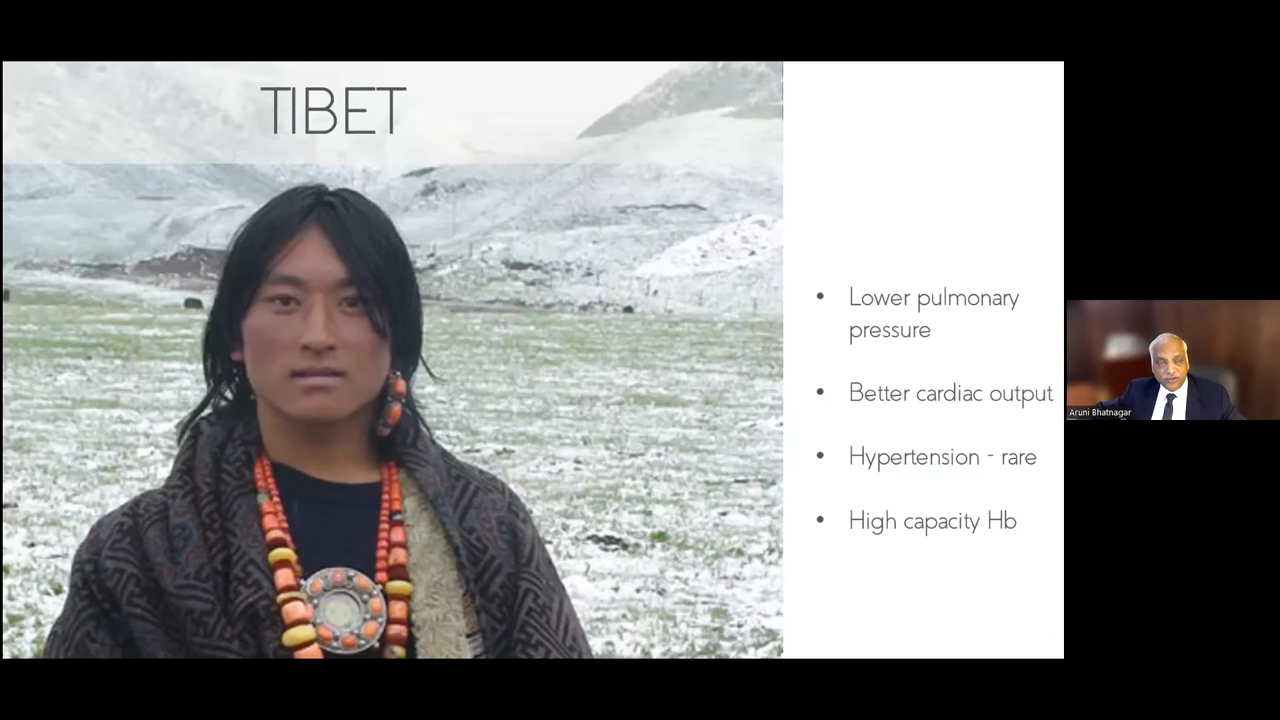 TIBET
• Lower pulmonary
pressure
• Better cardiac output
• Hypertension - rare
• High capacity Hb
Aruni Bhatnagar